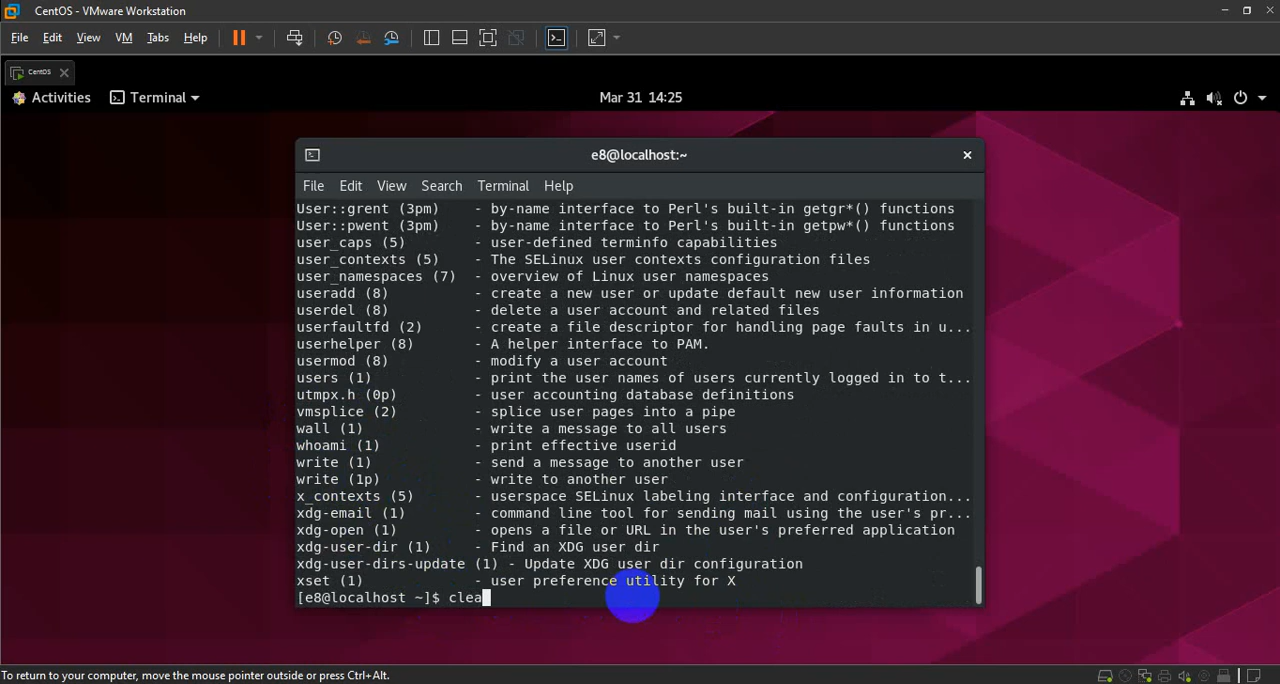 CentOS - VMware Workstation
File Edit View VM Tabs Help
CentOS
Activities Terminal Mar 31 14:25
e8@localhost:~
File Edit View Search Terminal Help
User::grent (3pm) - by-name interface to Perl's built-in getgr*() functions
User::pwent (3pm) - by-name interface to Perl's built-in getpw*() functions
user_caps (5) - user-defined terminfo capabilities
user_contexts (5) - The SELinux user contexts configuration files
user_namespaces (7) - overview of Linux user namespaces
useradd (8) - create a new user or update default new user information
userdel (8) - delete a user account and related files
userfaultfd (2) - create a file descriptor for handling page faults in u...
userhelper (8) - A helper interface to PAM.
usermod (8) - modify a user account
users (1) - print the user names of users currently logged in to t...
utmpx.h (0p) - user accounting database definitions
vmsplice (2) - splice user pages into a pipe
wall (1) - write a message to all users
whoami (1) - print effective userid
write (1) - send a message to another user
write (1p) - write to another user
x_contexts (5) - userspace SELinux labeling interface and configuration...
xdg-email (1) - command line tool for sending mail using the user's pr...
xdg-open (1) - opens a file or URL in the user's preferred application
xdg-user-dir (1) - Find an XDG user dir
xdg-user-dirs-update (1) - Update XDG user dir configuration
xset (1) - user preference utility for X
[e8@localhost ~]$ clea
To return to your computer, move the mouse pointer outside or press Ctrl+Alt.